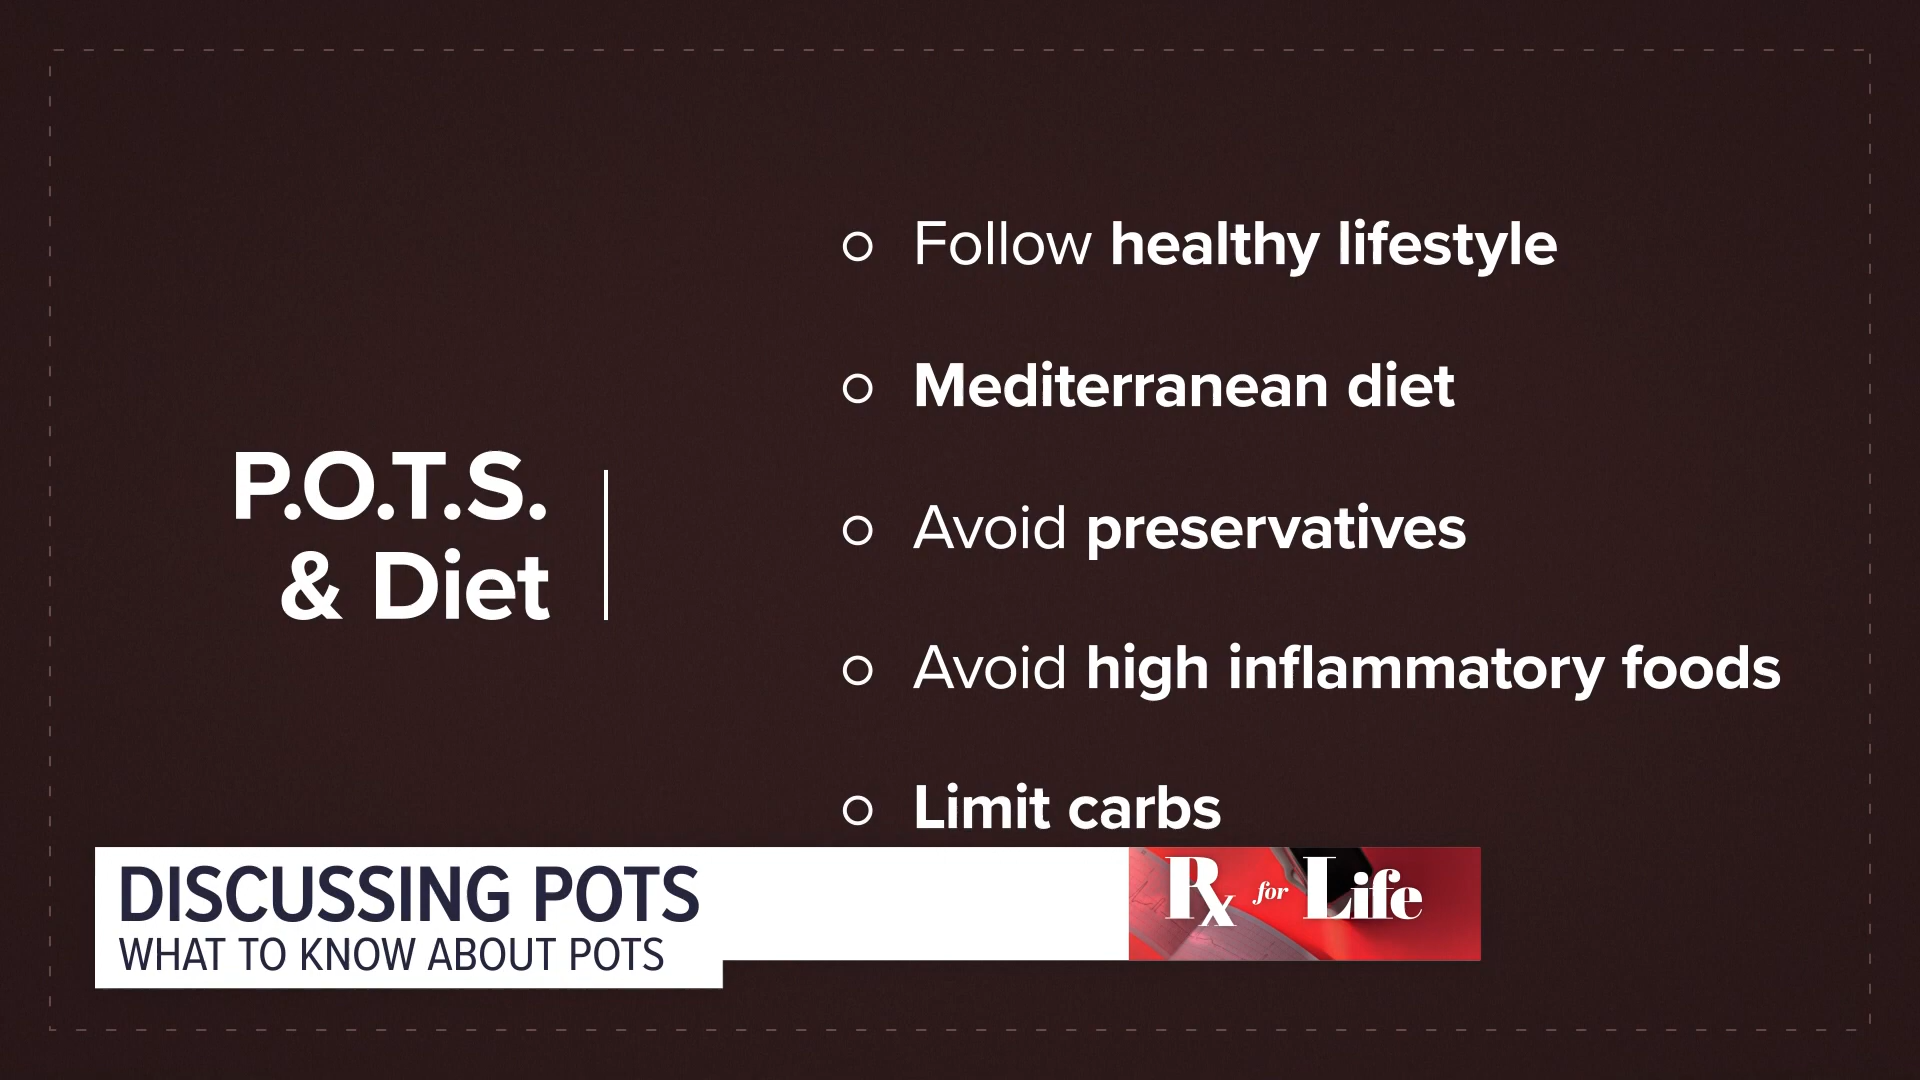 P.O.T.S.
& Diet
Follow healthy lifestyle
Mediterranean diet
Avoid preservatives
Avoid high inflammatory foods
Limit carbs
DISCUSSING POTS
WHAT TO KNOW ABOUT POTS
Rx for Life